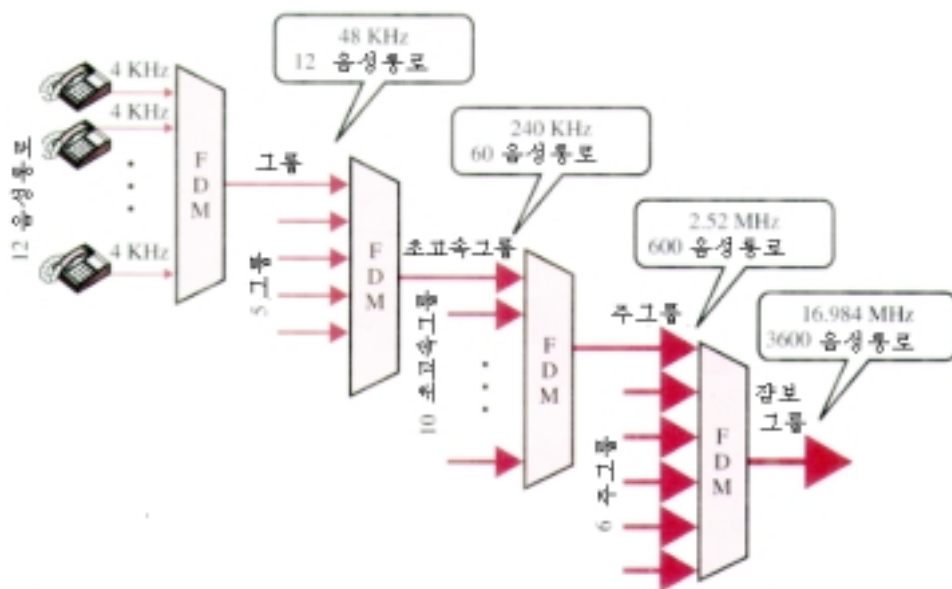 48 KHz
12 음성통로
4 KHz
4 KHz
4 KHz
12 음성통로
FDM
그룹
240 KHz
60 음성통로
5 그룹
FDM
초고속그룹
2.52 MHz
600 음성통로
10 초고속그룹
FDM
주그룹
16.984 MHz
3600 음성통로
6 주그룹
FDM
잠보
그룹